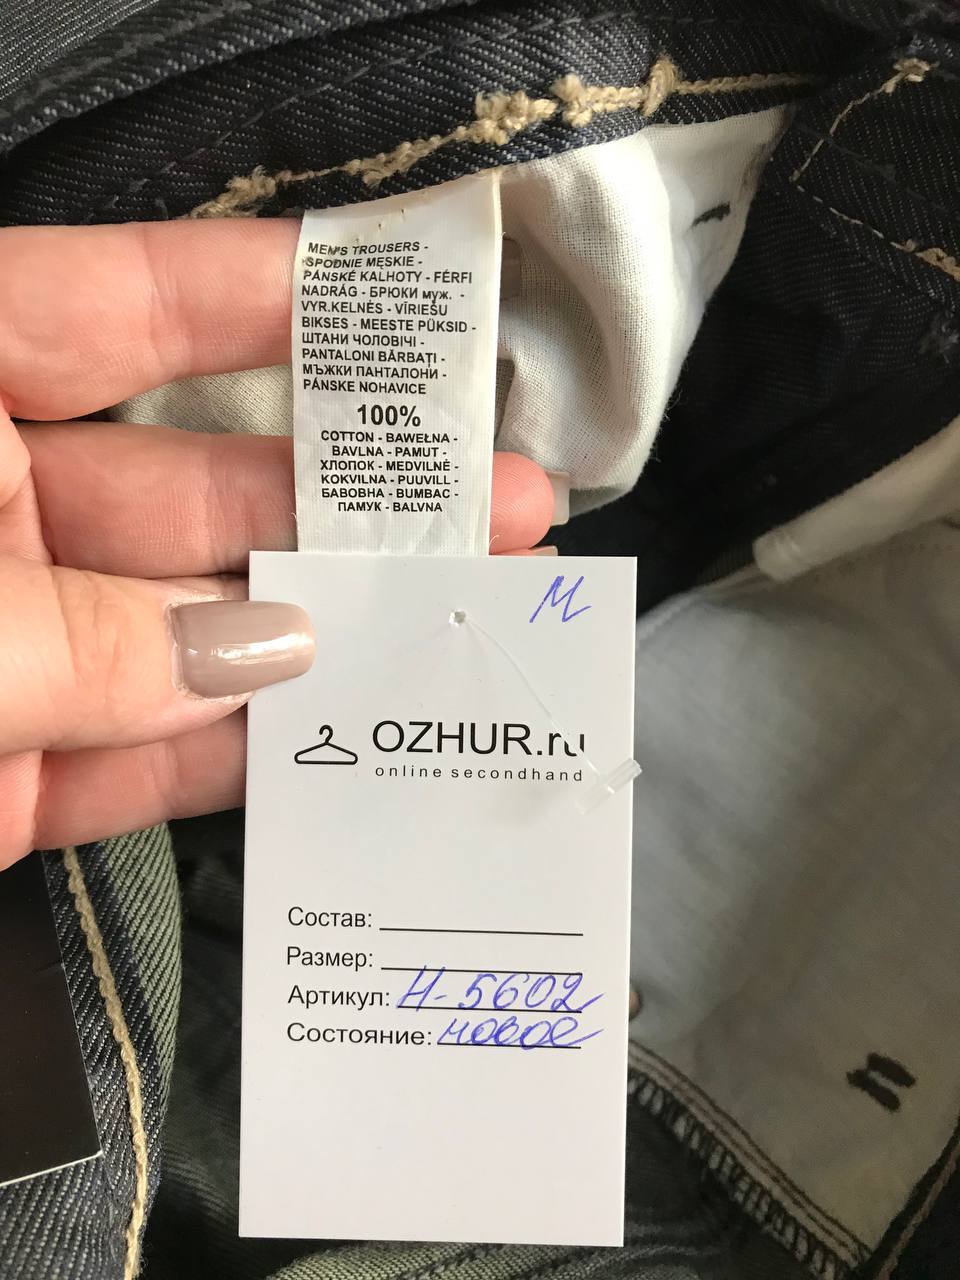 MEN'S TROUSERS -
SPODNIE MĘSKIE -
PÁNSKÉ KALHOTY - FÉRFI
NADRÁG - БРЮКИ муж. -
VYR.KELNĖS - VĪRIEŠU
BIKSES - MEESTE PÜKSID -
ШТАНИ ЧОЛОВІЧІ -
PANTALONI BĂRBAŢI -
МЪЖКИ ПАНТАЛОНИ -
PÁNSKE NOHAVICE
100%
COTTON - BAWEŁNA -
BAVLNA - PAMUT -
ХЛОПОК - MEDVILNĖ -
KOKVILNA - PUUVILL -
БАВОВНА - BUMBAC -
ПАМУК - BALVNA
M
OZHUR.ru
online secondhand
Состав:
Размер:
Артикул: Н-5602
Состояние: новое